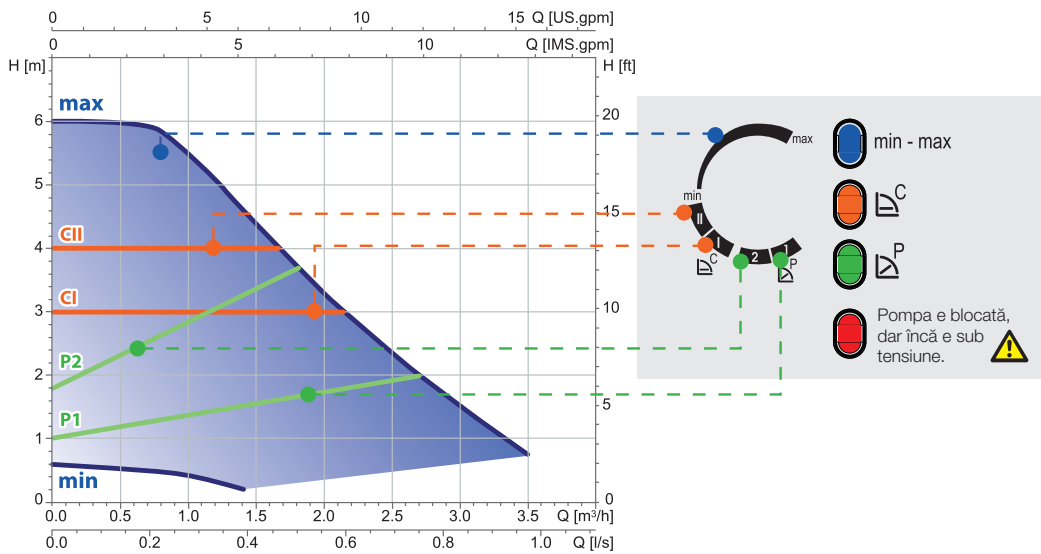 0 5 10 15 Q [US.gpm]
0 5 10 Q [IMS.gpm]
H [m] H [ft]
max
6 20
5
15
CII
4
CI
3 10
P2
2
5
P1
1
min
0 0
0.0 0.5 1.0 1.5 2.0 2.5 3.0 3.5 Q [m³/h]
0.0 0.2 0.4 0.6 0.8 1.0 Q [l/s]
max
min
II
I
2
1
C
P
min - max
C
P
Pompa e blocată,
dar încă e sub
tensiune.
!